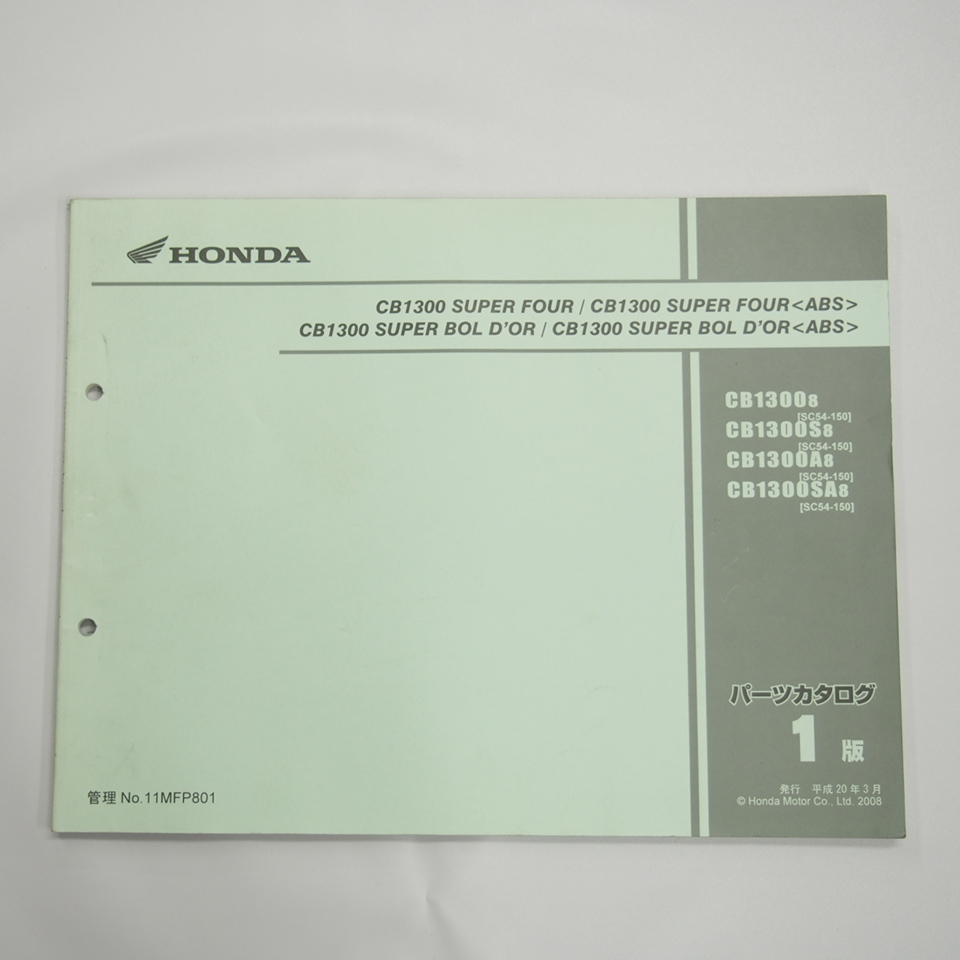 HONDA
CB1300 SUPER FOUR / CB1300 SUPER FOUR<ABS>
CB1300 SUPER BOL D'OR / CB1300 SUPER BOL D'OR<ABS>
CB13008
[SC54-150]
CB1300S8
[SC54-150]
CB1300A8
[SC54-150]
CB1300SA8
[SC54-150]
パーツカタログ
1版
発行 平成20年3月
© Honda Motor Co., Ltd. 2008
管理 No.11MFP801